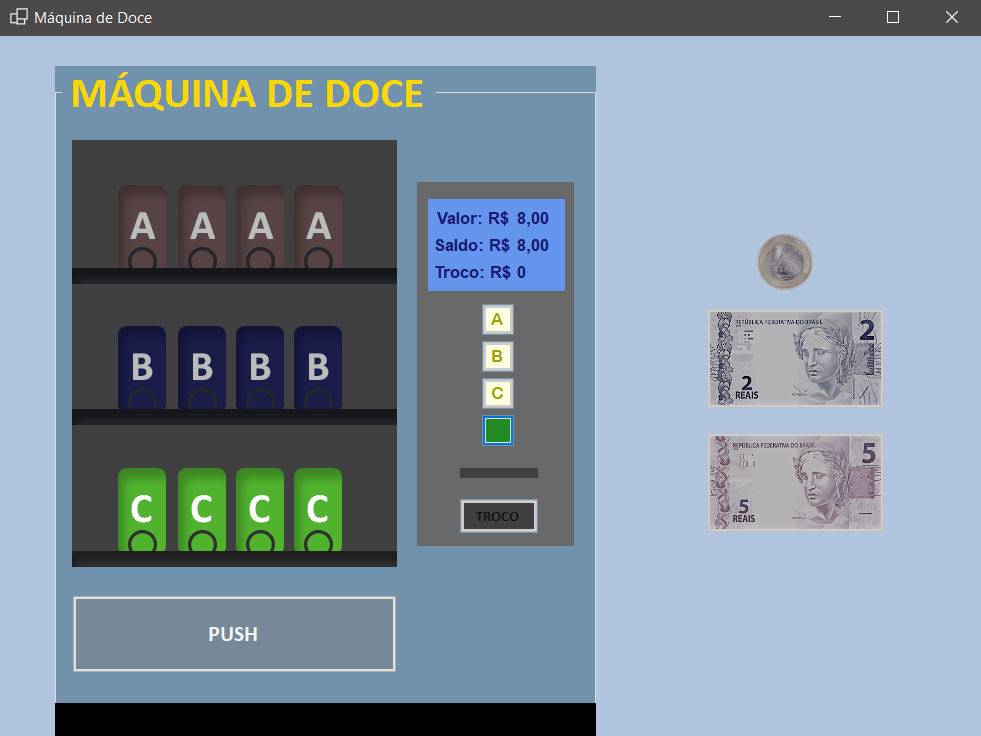 Máquina de Doce
MÁQUINA DE DOCE
A A A A
B B B B
C C C C
Valor: R$ 8,00
Saldo: R$ 8,00
Troco: R$ 0
A
B
C
TROCO
PUSH
REPÚBLICA FEDERATIVA DO BRASIL
2
2
REAIS
REPÚBLICA FEDERATIVA DO BRASIL
5
5
REAIS